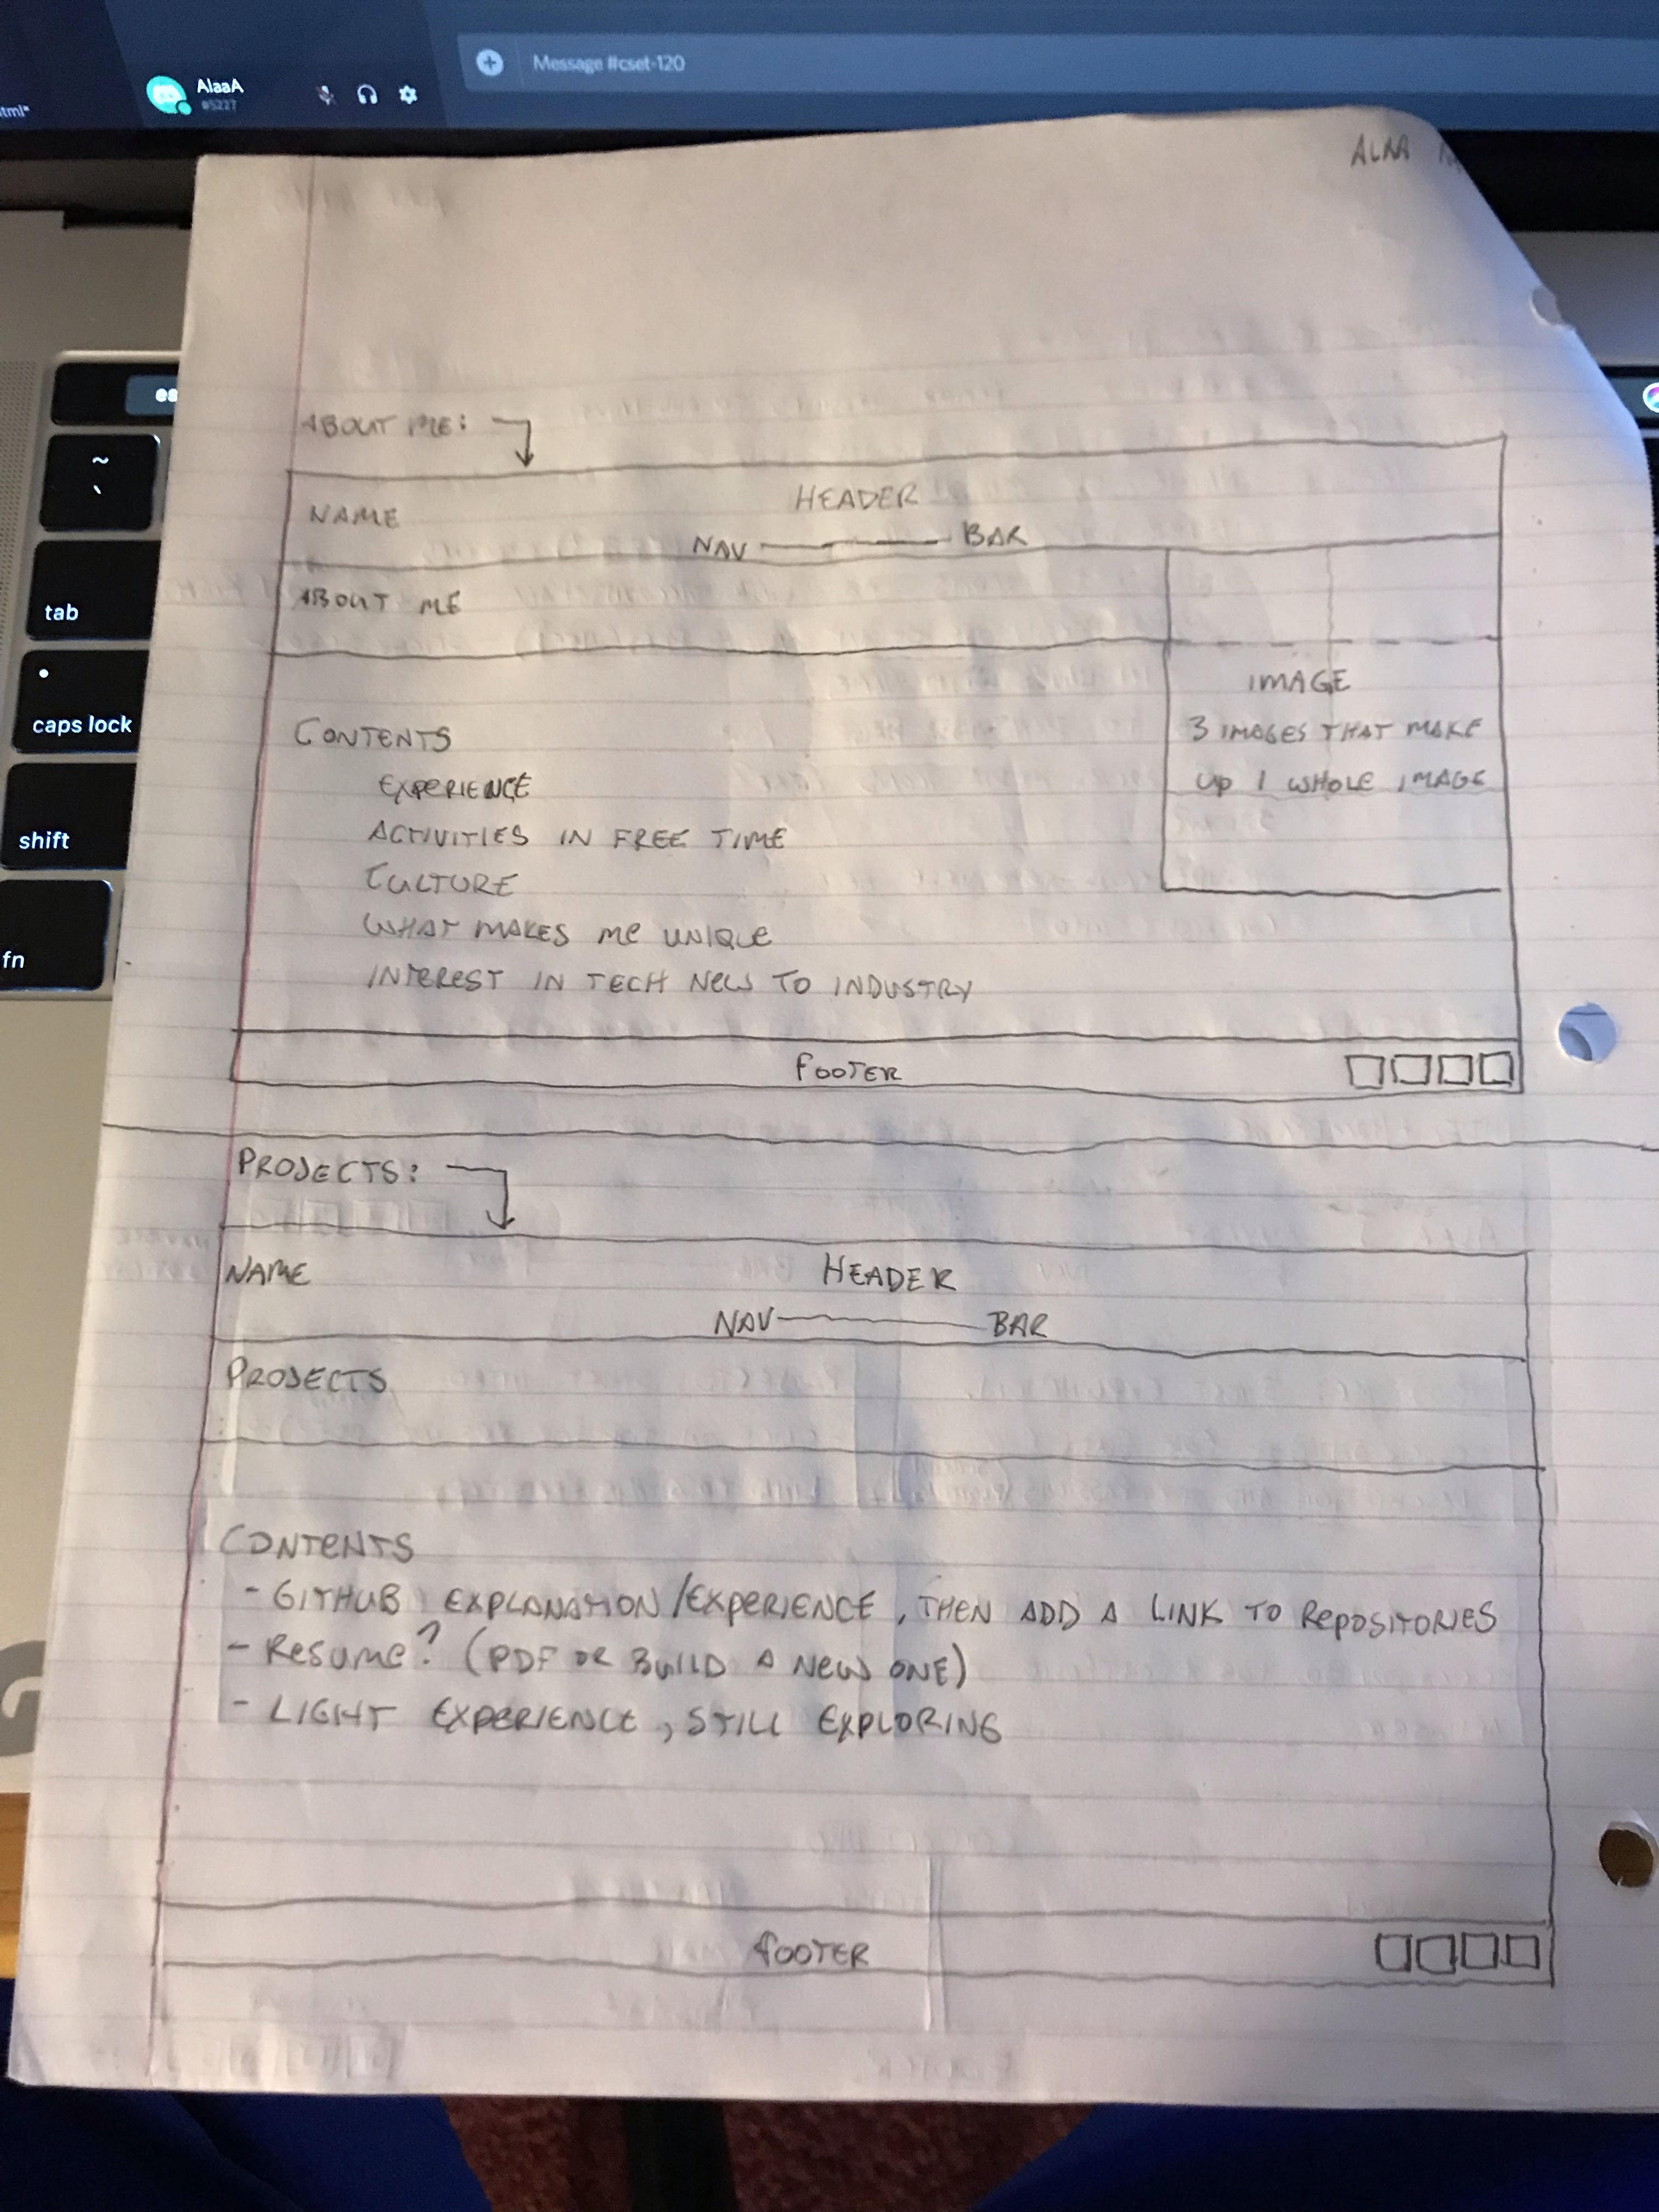 Message #cset-120
AlaaA
#5227
tml*
ALAA
es
~
`
tab
caps lock
shift
fn
ABOUT ME:
HEADER
NAME
NAV BAR
ABOUT ME
IMAGE
3 IMAGES THAT MAKE
UP 1 WHOLE IMAGE
CONTENTS
EXPERIENCE
ACTIVITIES IN FREE TIME
CULTURE
WHAT MAKES ME UNIQUE
INTEREST IN TECH NEW TO INDUSTRY
FOOTER
PROJECTS:
NAME HEADER
NAV BAR
PROJECTS
CONTENTS
- GITHUB EXPLANATION/EXPERIENCE, THEN ADD A LINK TO REPOSITORIES
- RESUME? (PDF OR BUILD A NEW ONE)
- LIGHT EXPERIENCE, STILL EXPLORING
FOOTER